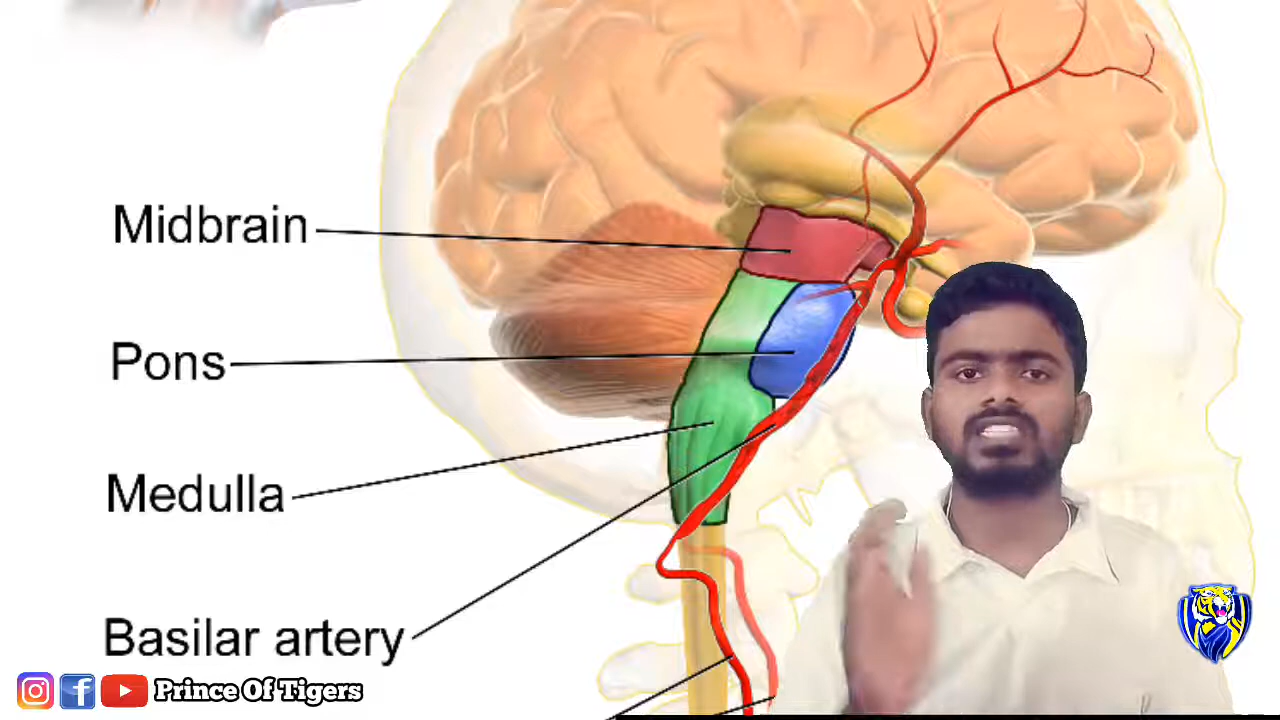 Midbrain
Pons
Medulla
Basilar artery
Prince Of Tigers